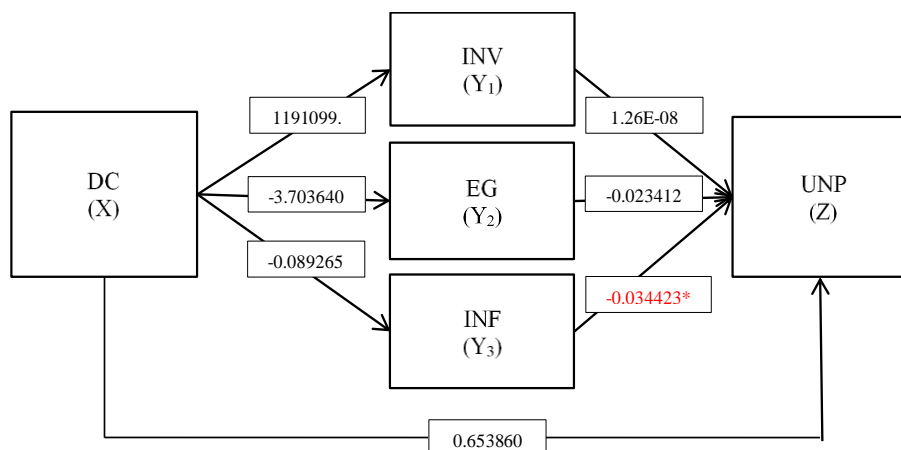 INV
(Y₁)
1191099.
1.26E-08
DC
(X)
EG
(Y₂)
UNP
(Z)
-3.703640
-0.023412
-0.089265
-0.034423*
INF
(Y₃)
0.653860